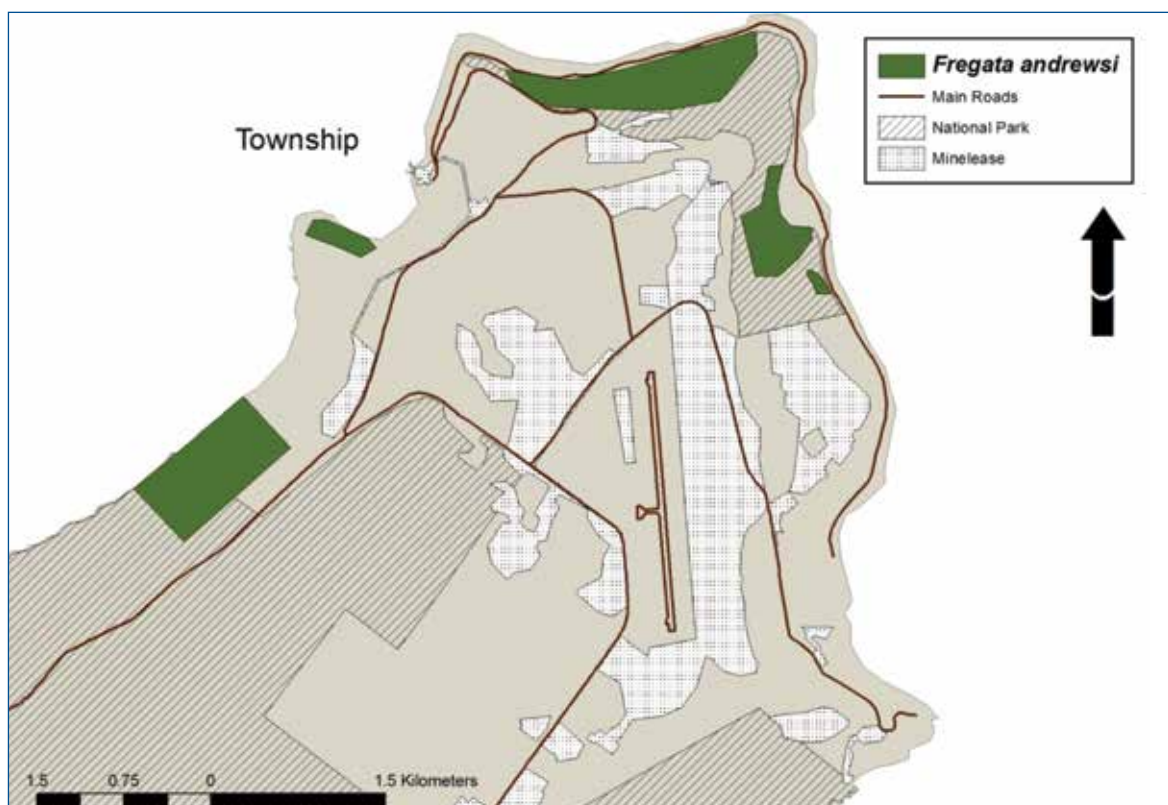 Township
Fregata andrewsi
Main Roads
National Park
Minelease
1.5 0.75 0 1.5 Kilometers